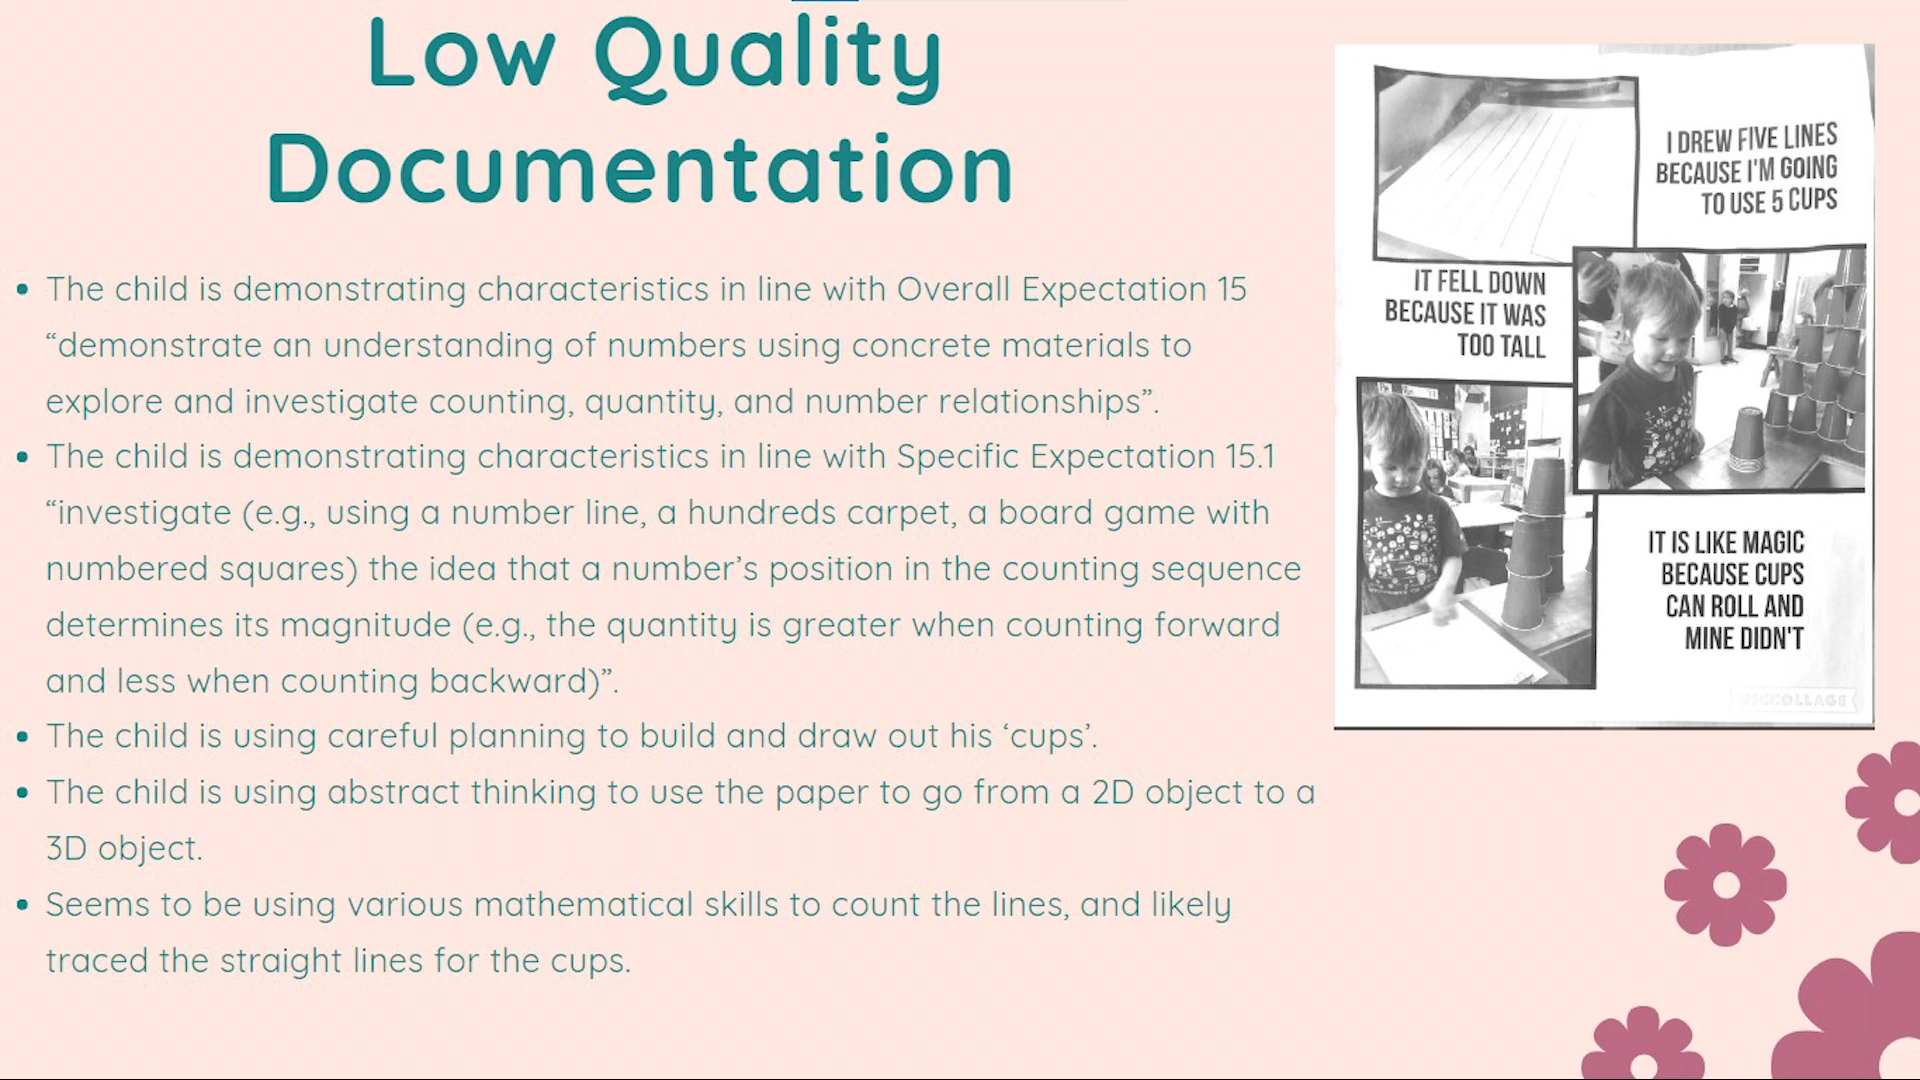 Low Quality
Documentation
• The child is demonstrating characteristics in line with Overall Expectation 15
“demonstrate an understanding of numbers using concrete materials to
explore and investigate counting, quantity, and number relationships”.
• The child is demonstrating characteristics in line with Specific Expectation 15.1
“investigate (e.g., using a number line, a hundreds carpet, a board game with
numbered squares) the idea that a number’s position in the counting sequence
determines its magnitude (e.g., the quantity is greater when counting forward
and less when counting backward)”.
• The child is using careful planning to build and draw out his ‘cups’.
• The child is using abstract thinking to use the paper to go from a 2D object to a
3D object.
• Seems to be using various mathematical skills to count the lines, and likely
traced the straight lines for the cups.
I DREW FIVE LINES
BECAUSE I'M GOING
TO USE 5 CUPS
IT FELL DOWN
BECAUSE IT WAS
TOO TALL
IT IS LIKE MAGIC
BECAUSE CUPS
CAN ROLL AND
MINE DIDN'T
PICCOLLAGE